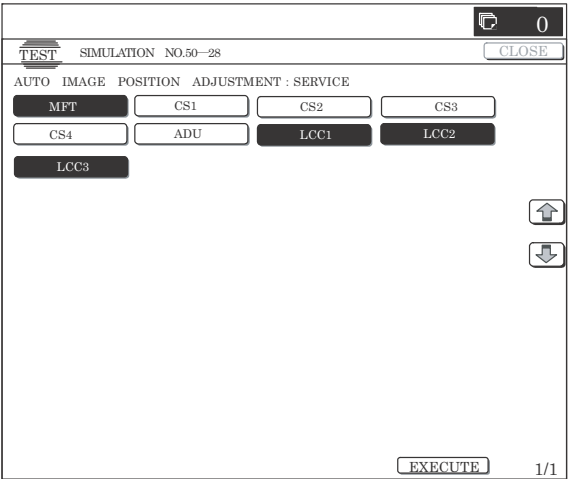 0
TEST SIMULATION NO.50—28 CLOSE
AUTO IMAGE POSITION ADJUSTMENT : SERVICE
MFT CS1 CS2 CS3
CS4 ADU LCC1 LCC2
LCC3
EXECUTE 1/1